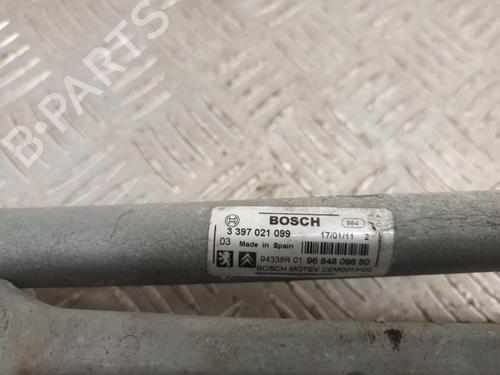 B-PARTS
BOSCH 984
3 397 021 099 17/01/11 2
03 Made in Spain
94338R 01 96 848 066 80
BOSCH MOTEV